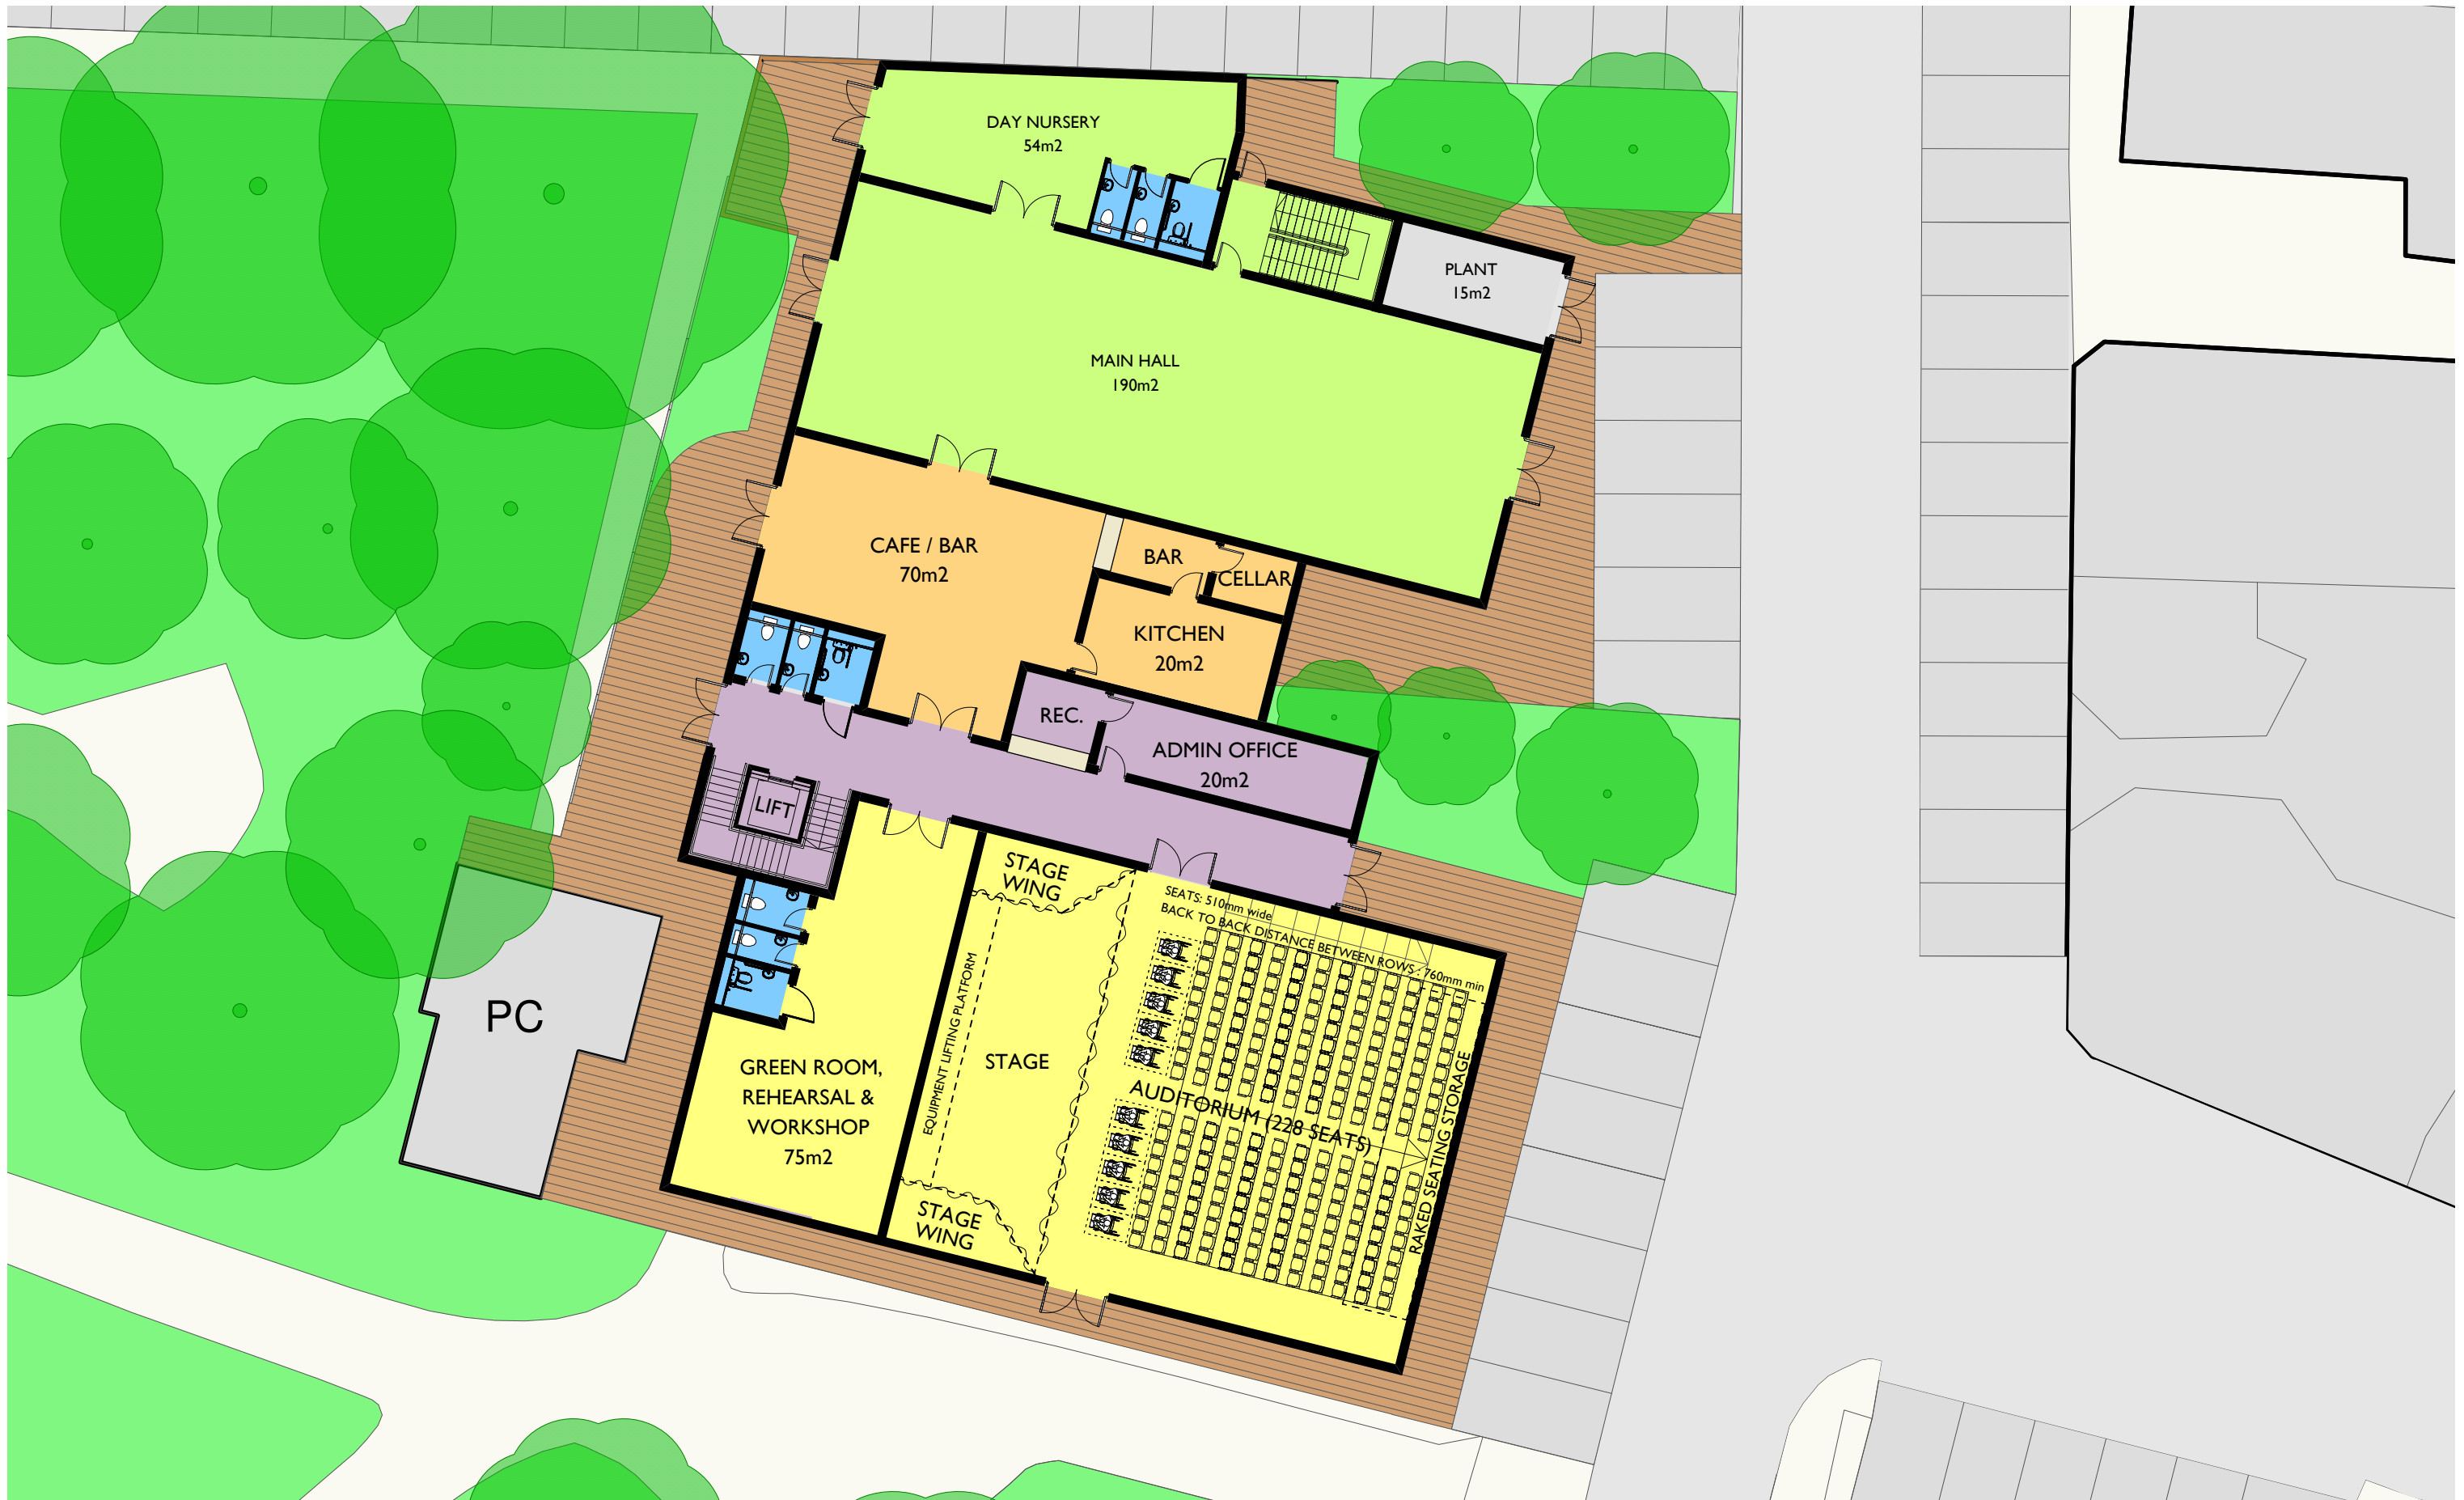 DAY NURSERY
54m2
PLANT
15m2
MAIN HALL
190m2
CAFE / BAR
70m2
BAR
CELLAR
KITCHEN
20m2
REC.
ADMIN OFFICE
20m2
LIFT
STAGE
WING
SEATS: 510mm wide
BACK TO BACK DISTANCE BETWEEN ROWS : 760mm min
EQUIPMENT LIFTING PLATFORM
PC
STAGE
GREEN ROOM,
REHEARSAL &
WORKSHOP
75m2
AUDITORIUM (228 SEATS)
RAKED SEATING STORAGE
STAGE
WING